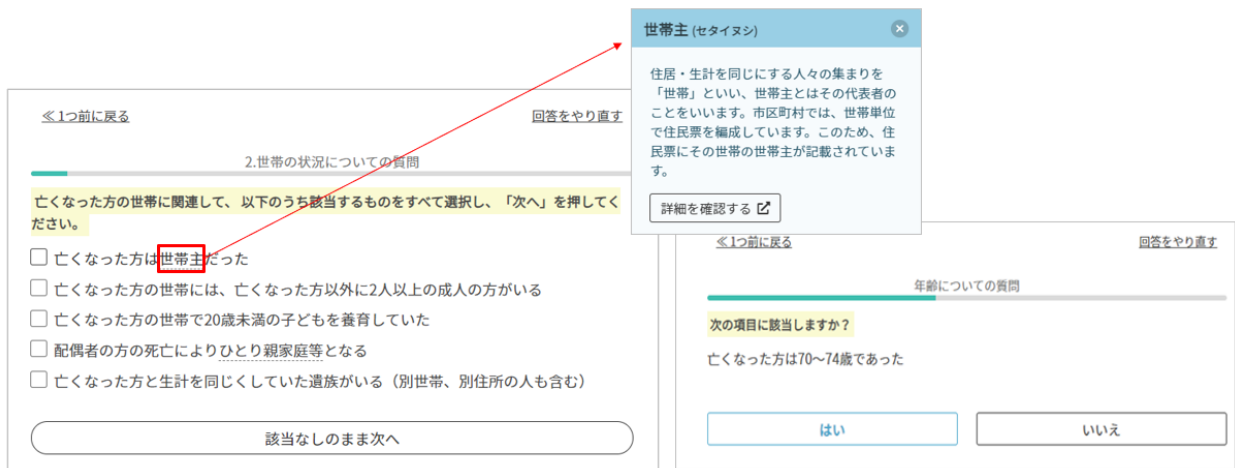 世帯主 (セタイヌシ)
住居・生計を同じにする人々の集まりを
「世帯」といい、世帯主とはその代表者の
ことをいいます。市区町村では、世帯単位
で住民票を編成しています。このため、住
民票にその世帯の世帯主が記載されていま
す。
詳細を確認する
≪1つ前に戻る
回答をやり直す
2.世帯の状況についての質問
亡くなった方の世帯に関連して、以下のうち該当するものをすべて選択し、「次へ」を押してく
ださい。
亡くなった方は世帯主だった
亡くなった方の世帯には、亡くなった方以外に2人以上の成人の方がいる
亡くなった方の世帯で20歳未満の子どもを養育していた
配偶者の方の死亡によりひとり親家庭等となる
亡くなった方と生計を同じくしていた遺族がいる（別世帯、別住所の人も含む）
該当なしのまま次へ
≪1つ前に戻る
回答をやり直す
年齢についての質問
次の項目に該当しますか？
亡くなった方は70～74歳であった
はい
いいえ